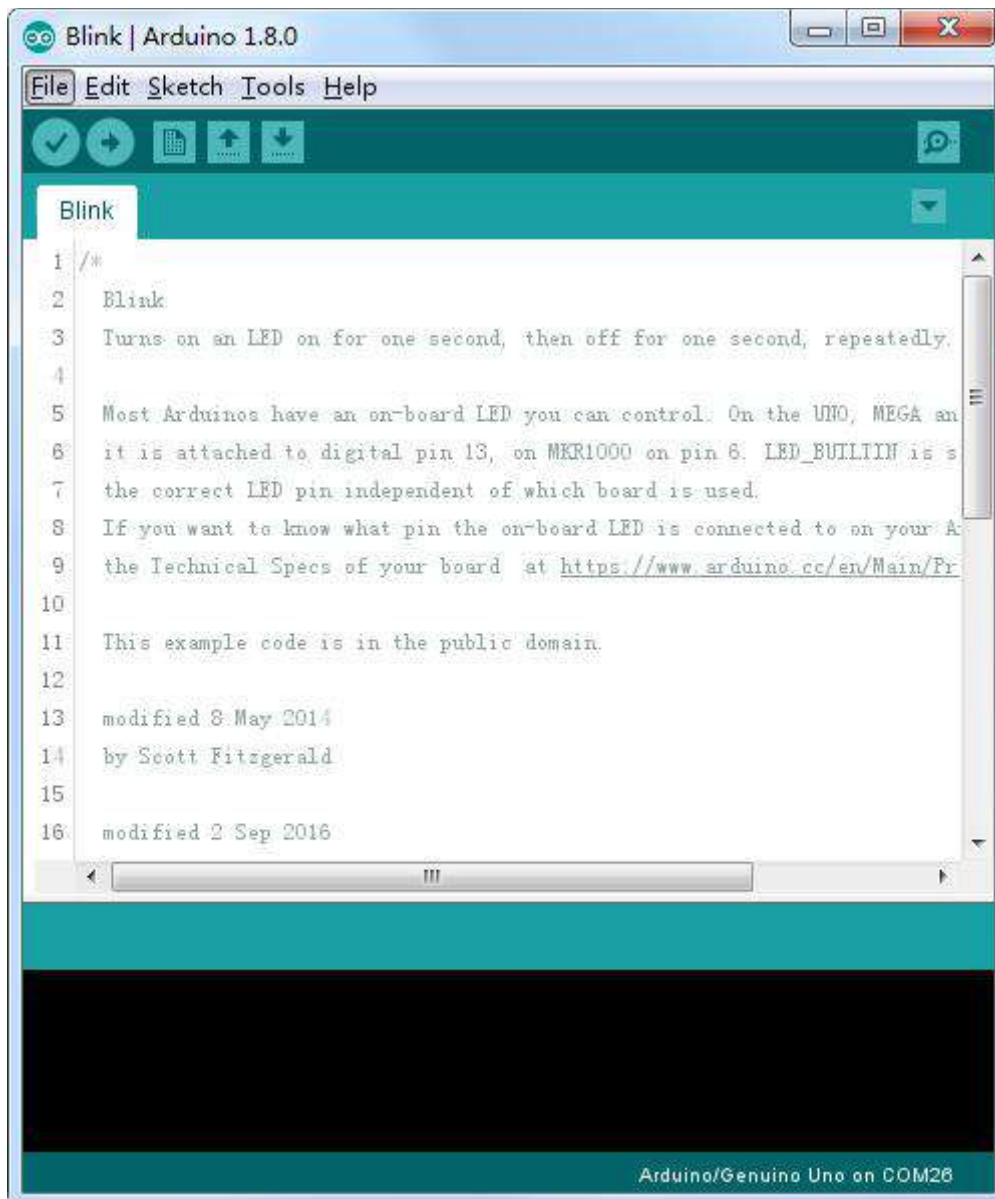 Blink | Arduino 1.8.0
File Edit Sketch Tools Help
Blink
1 /*
2 Blink
3 Turns on an LED on for one second, then off for one second, repeatedly.
4
5 Most Arduinos have an on-board LED you can control. On the UNO, MEGA an
6 it is attached to digital pin 13, on MKR1000 on pin 6. LED_BUILTIN is s
7 the correct LED pin independent of which board is used.
8 If you want to know what pin the on-board LED is connected to on your A
9 the Technical Specs of your board at https://www.arduino.cc/en/Main/Pr
10
11 This example code is in the public domain.
12
13 modified 8 May 2014
14 by Scott Fitzgerald
15
16 modified 2 Sep 2016
Arduino/Genuino Uno on COM26